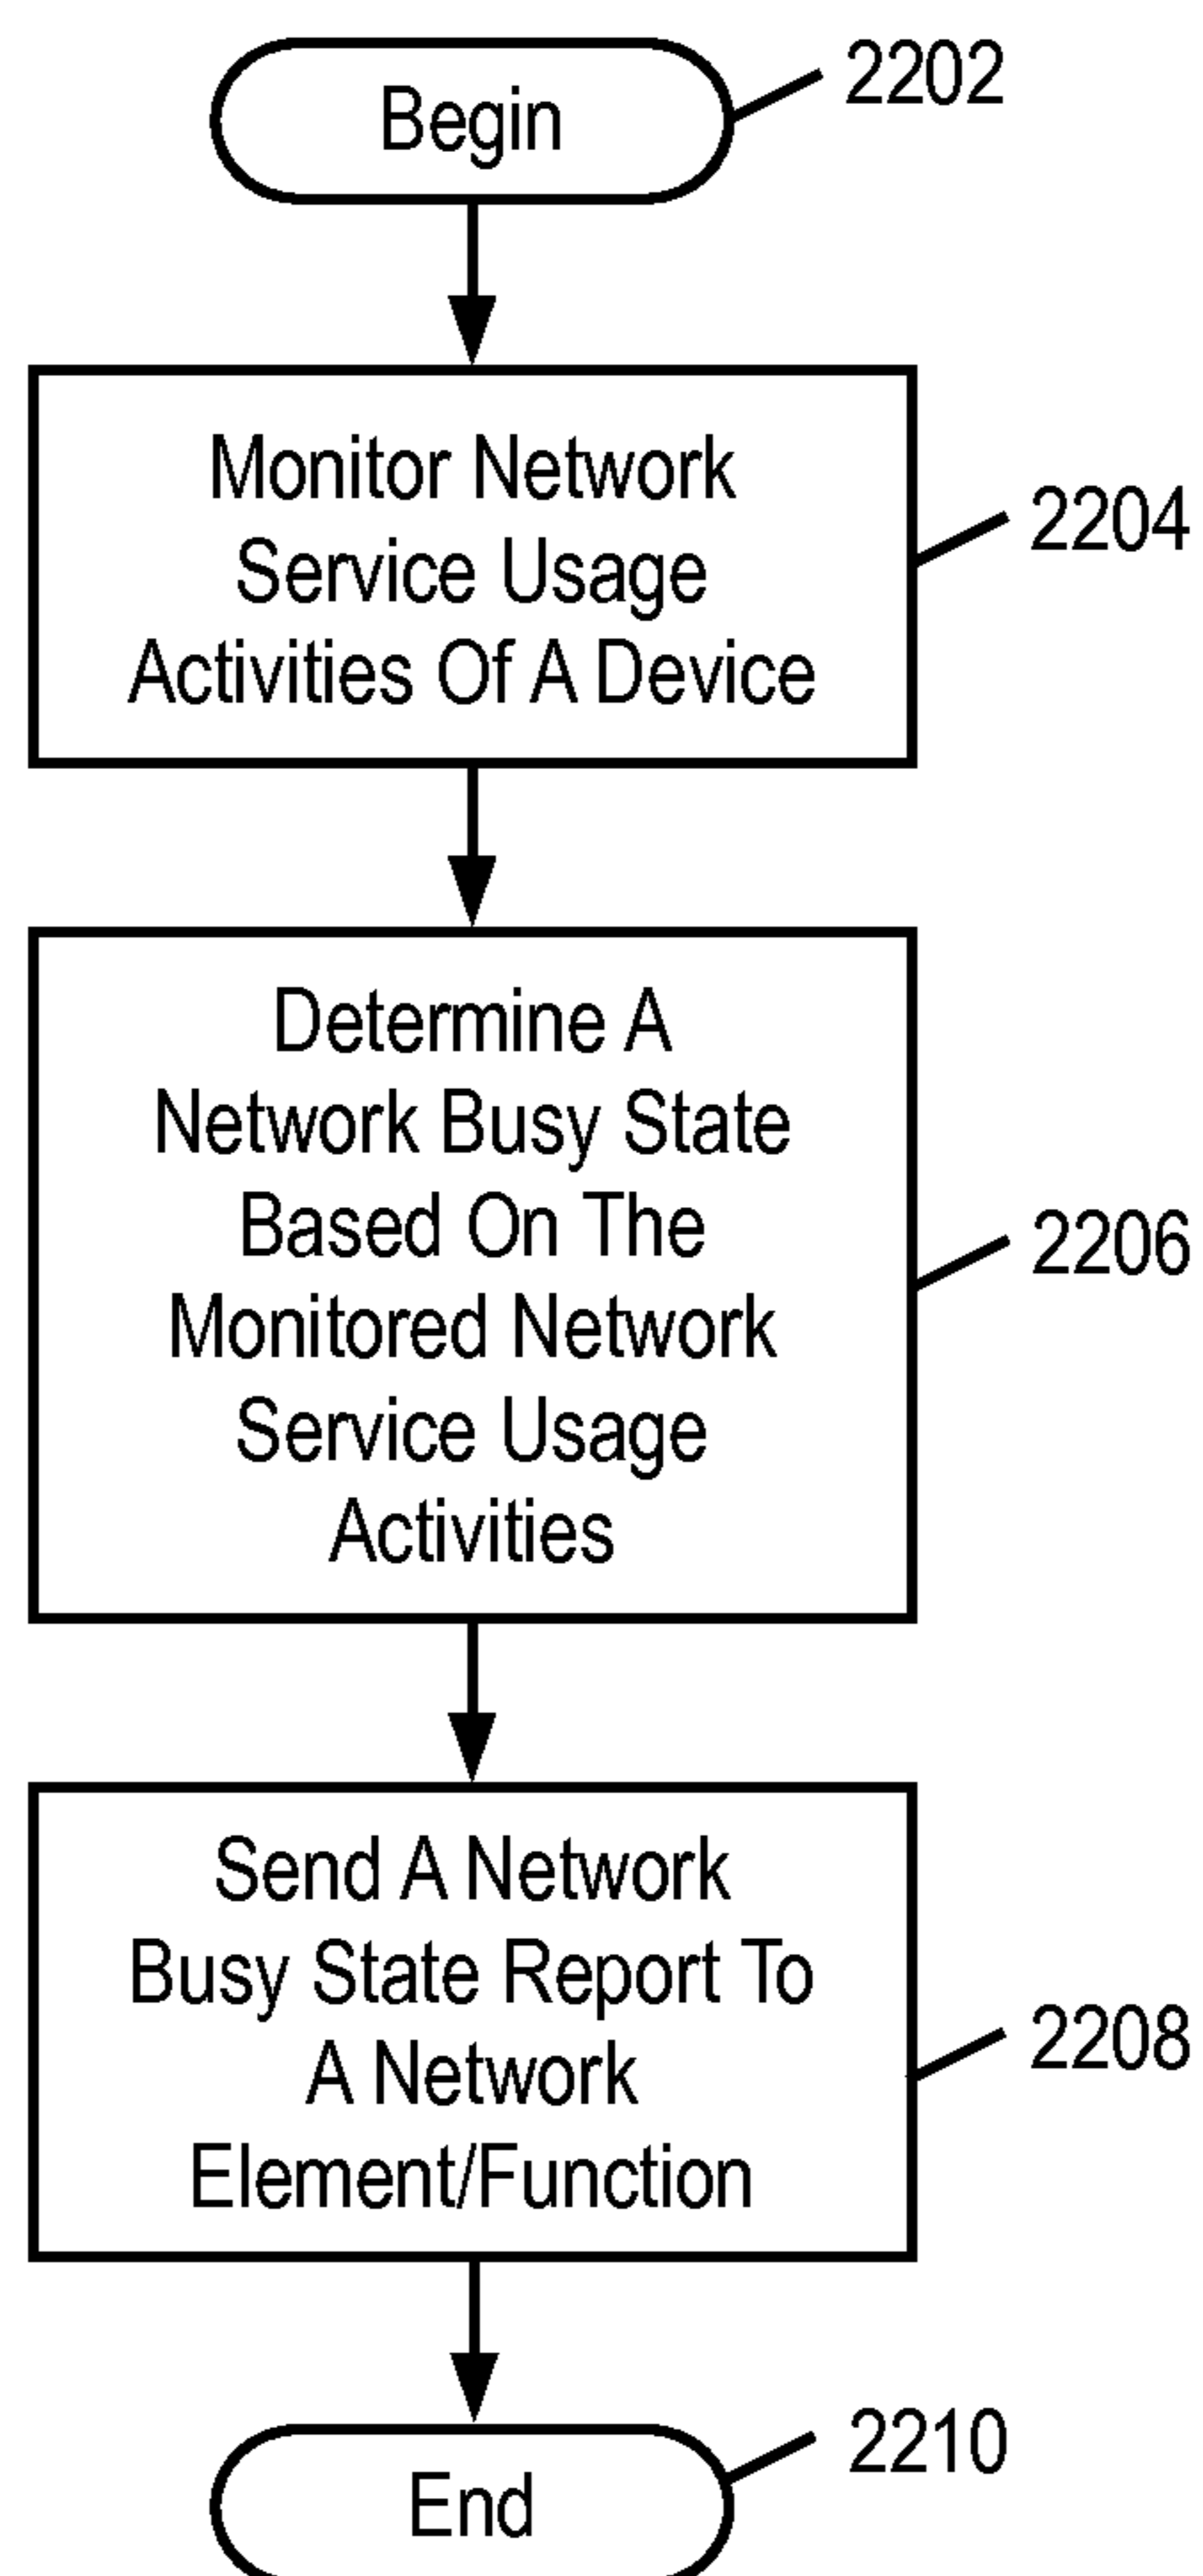 Begin
2202
Monitor Network
Service Usage
Activities Of A Device
2204
Determine A
Network Busy State
Based On The
Monitored Network
Service Usage
Activities
2206
Send A Network
Busy State Report To
A Network
Element/Function
2208
End
2210